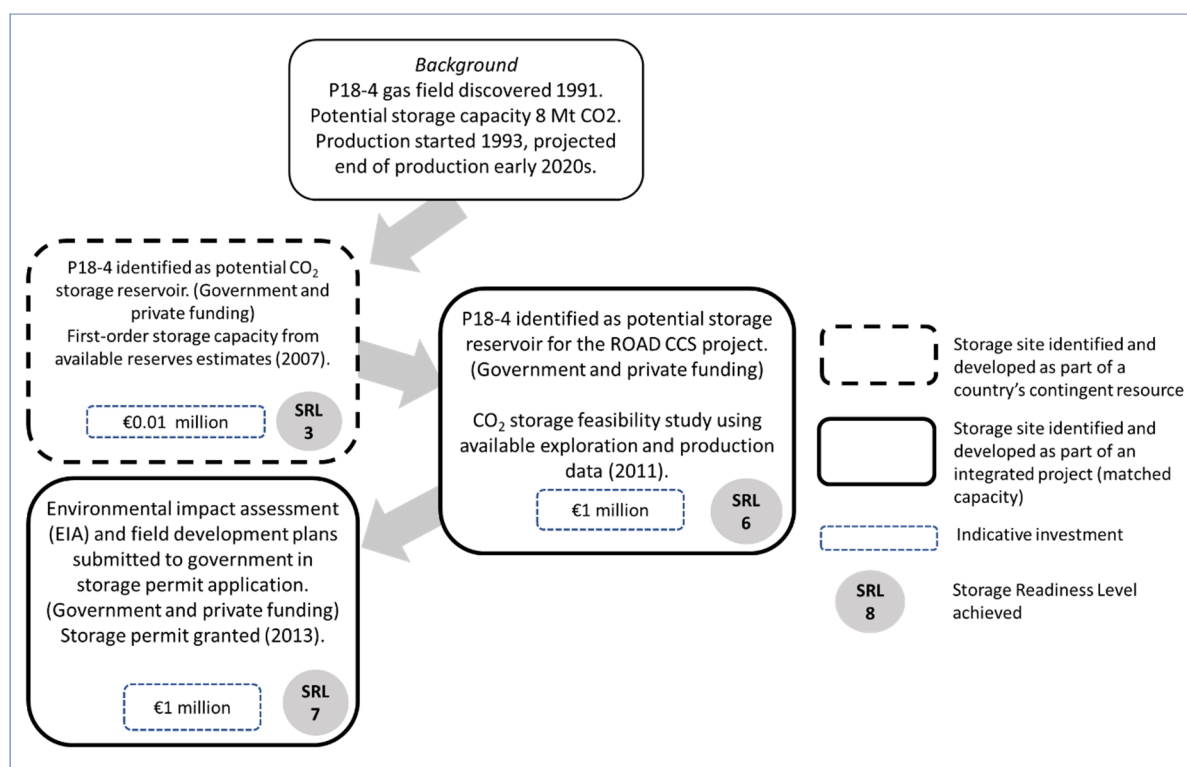 Background
P18-4 gas field discovered 1991.
Potential storage capacity 8 Mt CO2.
Production started 1993, projected
end of production early 2020s.
P18-4 identified as potential CO₂
storage reservoir. (Government and
private funding)
First-order storage capacity from
available reserves estimates (2007).
€0.01 million
SRL
3
P18-4 identified as potential storage
reservoir for the ROAD CCS project.
(Government and private funding)
CO₂ storage feasibility study using
available exploration and production
data (2011).
€1 million
SRL
6
Environmental impact assessment
(EIA) and field development plans
submitted to government in
storage permit application.
(Government and private funding)
Storage permit granted (2013).
€1 million
SRL
7
Storage site identified and
developed as part of a
country’s contingent resource
Storage site identified and
developed as part of an
integrated project (matched
capacity)
Indicative investment
SRL
8
Storage Readiness Level
achieved